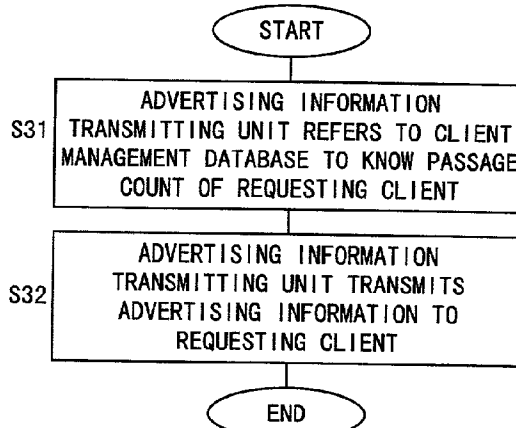 START
S31
ADVERTISING INFORMATION
TRANSMITTING UNIT REFERS TO CLIENT
MANAGEMENT DATABASE TO KNOW PASSAGE
COUNT OF REQUESTING CLIENT
S32
ADVERTISING INFORMATION
TRANSMITTING UNIT TRANSMITS
ADVERTISING INFORMATION TO
REQUESTING CLIENT
END